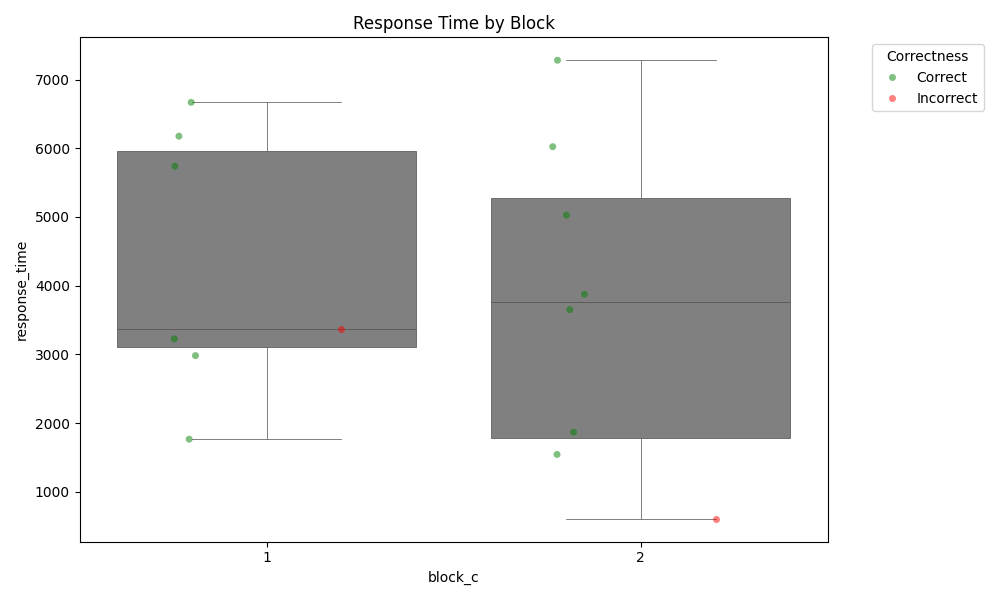 Response Time by Block
Correctness
Correct
Incorrect
7000
6000
5000
4000
3000
2000
1000
response_time
1
2
block_c